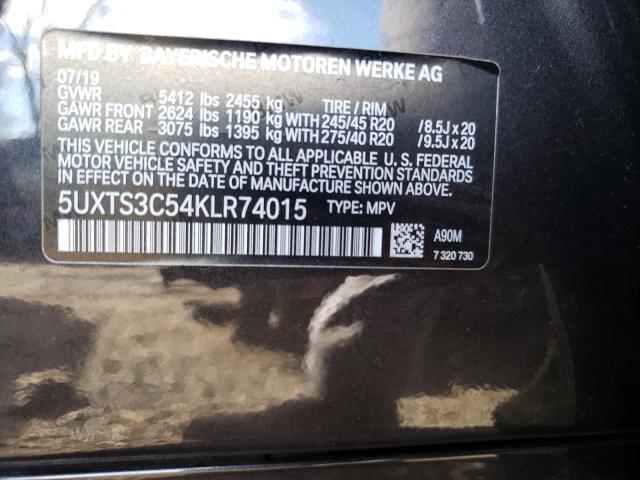 MFD BY BAYERISCHE MOTOREN WERKE AG
07/19
GVWR 5412 lbs 2455 kg TIRE / RIM
GAWR FRONT 2624 lbs 1190 kg WITH 245/45 R20 /8.5J x 20
GAWR REAR 3075 lbs 1395 kg WITH 275/40 R20 /9.5J x 20
THIS VEHICLE CONFORMS TO ALL APPLICABLE U. S. FEDERAL
MOTOR VEHICLE SAFETY AND THEFT PREVENTION STANDARDS
IN EFFECT ON THE DATE OF MANUFACTURE SHOWN ABOVE.
5UXTS3C54KLR74015 TYPE: MPV
A90M
7 320 730